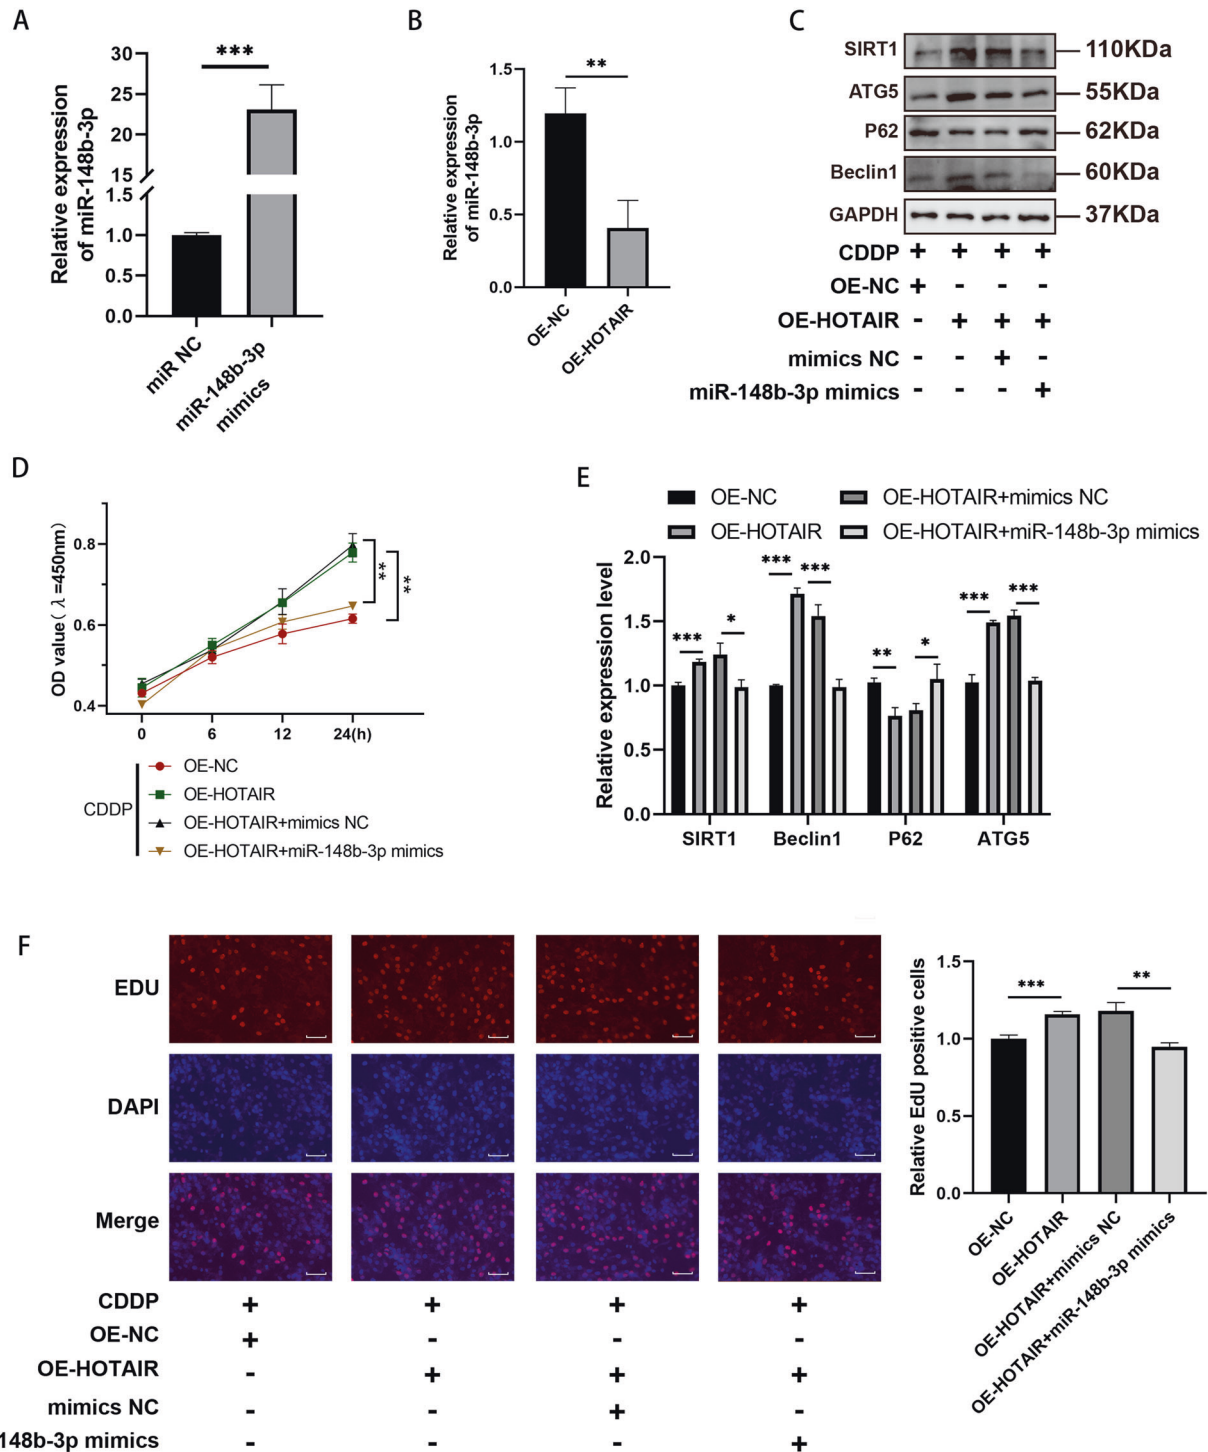 A
***
30
25
20
15
1.5
1.0
0.5
0.0
Relative expression
of miR-148b-3p
miR NC
miR-148b-3p
mimics
B
**
1.5
1.0
0.5
0.0
Relative expression
of miR-148b-3p
OE-NC
OE-HOTAIR
C
SIRT1
110KDa
ATG5
55KDa
P62
62KDa
Beclin1
60KDa
GAPDH
37KDa
CDDP + + + +
OE-NC + - - -
OE-HOTAIR - + + +
mimics NC - - + -
miR-148b-3p mimics - - - +
D
OD value(λ=450nm)
0.8
0.6
0.4
0 6 12 24(h)
**
**
CDDP
OE-NC
OE-HOTAIR
OE-HOTAIR+mimics NC
OE-HOTAIR+miR-148b-3p mimics
E
OE-NC
OE-HOTAIR
OE-HOTAIR+mimics NC
OE-HOTAIR+miR-148b-3p mimics
Relative expression level
2.0
1.5
1.0
0.5
0.0
*** * *** *** ** * *** ***
SIRT1 Beclin1 P62 ATG5
F
EDU
DAPI
Merge
CDDP + + + +
OE-NC + - - -
OE-HOTAIR - + + +
mimics NC - - + -
148b-3p mimics - - - +
Relative EdU positive cells
1.5
1.0
0.5
0.0
*** **
OE-NC
OE-HOTAIR
OE-HOTAIR+mimics NC
OE-HOTAIR+miR-148b-3p mimics